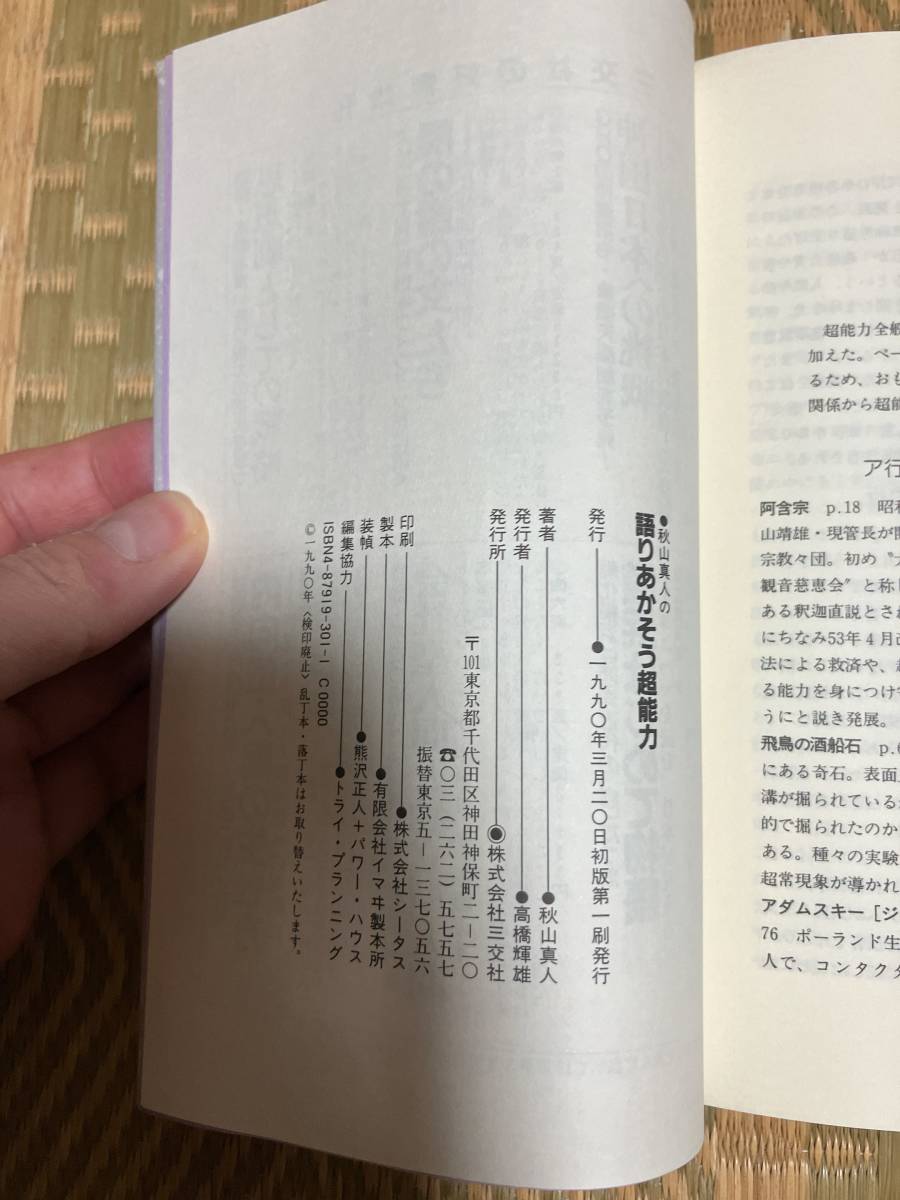 ●秋山真人の
語りあかそう超能力
発行●一九九〇年三月二〇日初版第一刷発行
著者●秋山真人
発行者●高橋輝雄
発行所◉株式会社三交社
〒101東京都千代田区神田神保町二―二〇
☎〇三(二六二)五七五七
振替東京五―一三七〇五六
印刷●株式会社シータス
製本●有限会社イマヰ製本所
装幀●熊沢正人+パワー・ハウス
編集協力●トライ・プランニング
ISBN4-87919-301-1 C0000
©一九九〇年〈検印廃止〉乱丁本・落丁本はお取り替えいたします。
超能力全般
加えた。ペー
るため、おも
関係から超能
ア行
阿含宗 p.18 昭和
山靖雄・現管長が開
宗教々団。初め〝
観音慈恵会〞と称し
ある釈迦直説とされ
にちなみ53年4月改
法による救済や、
る能力を身につけ
うにと説き発展。
飛鳥の酒船石 p.
にある奇石。表面
溝が掘られている
的で掘られたのか
ある。種々の実験
超常現象が導かれ
アダムスキー[ジ
76 ポーランド生
人で、コンタクタ